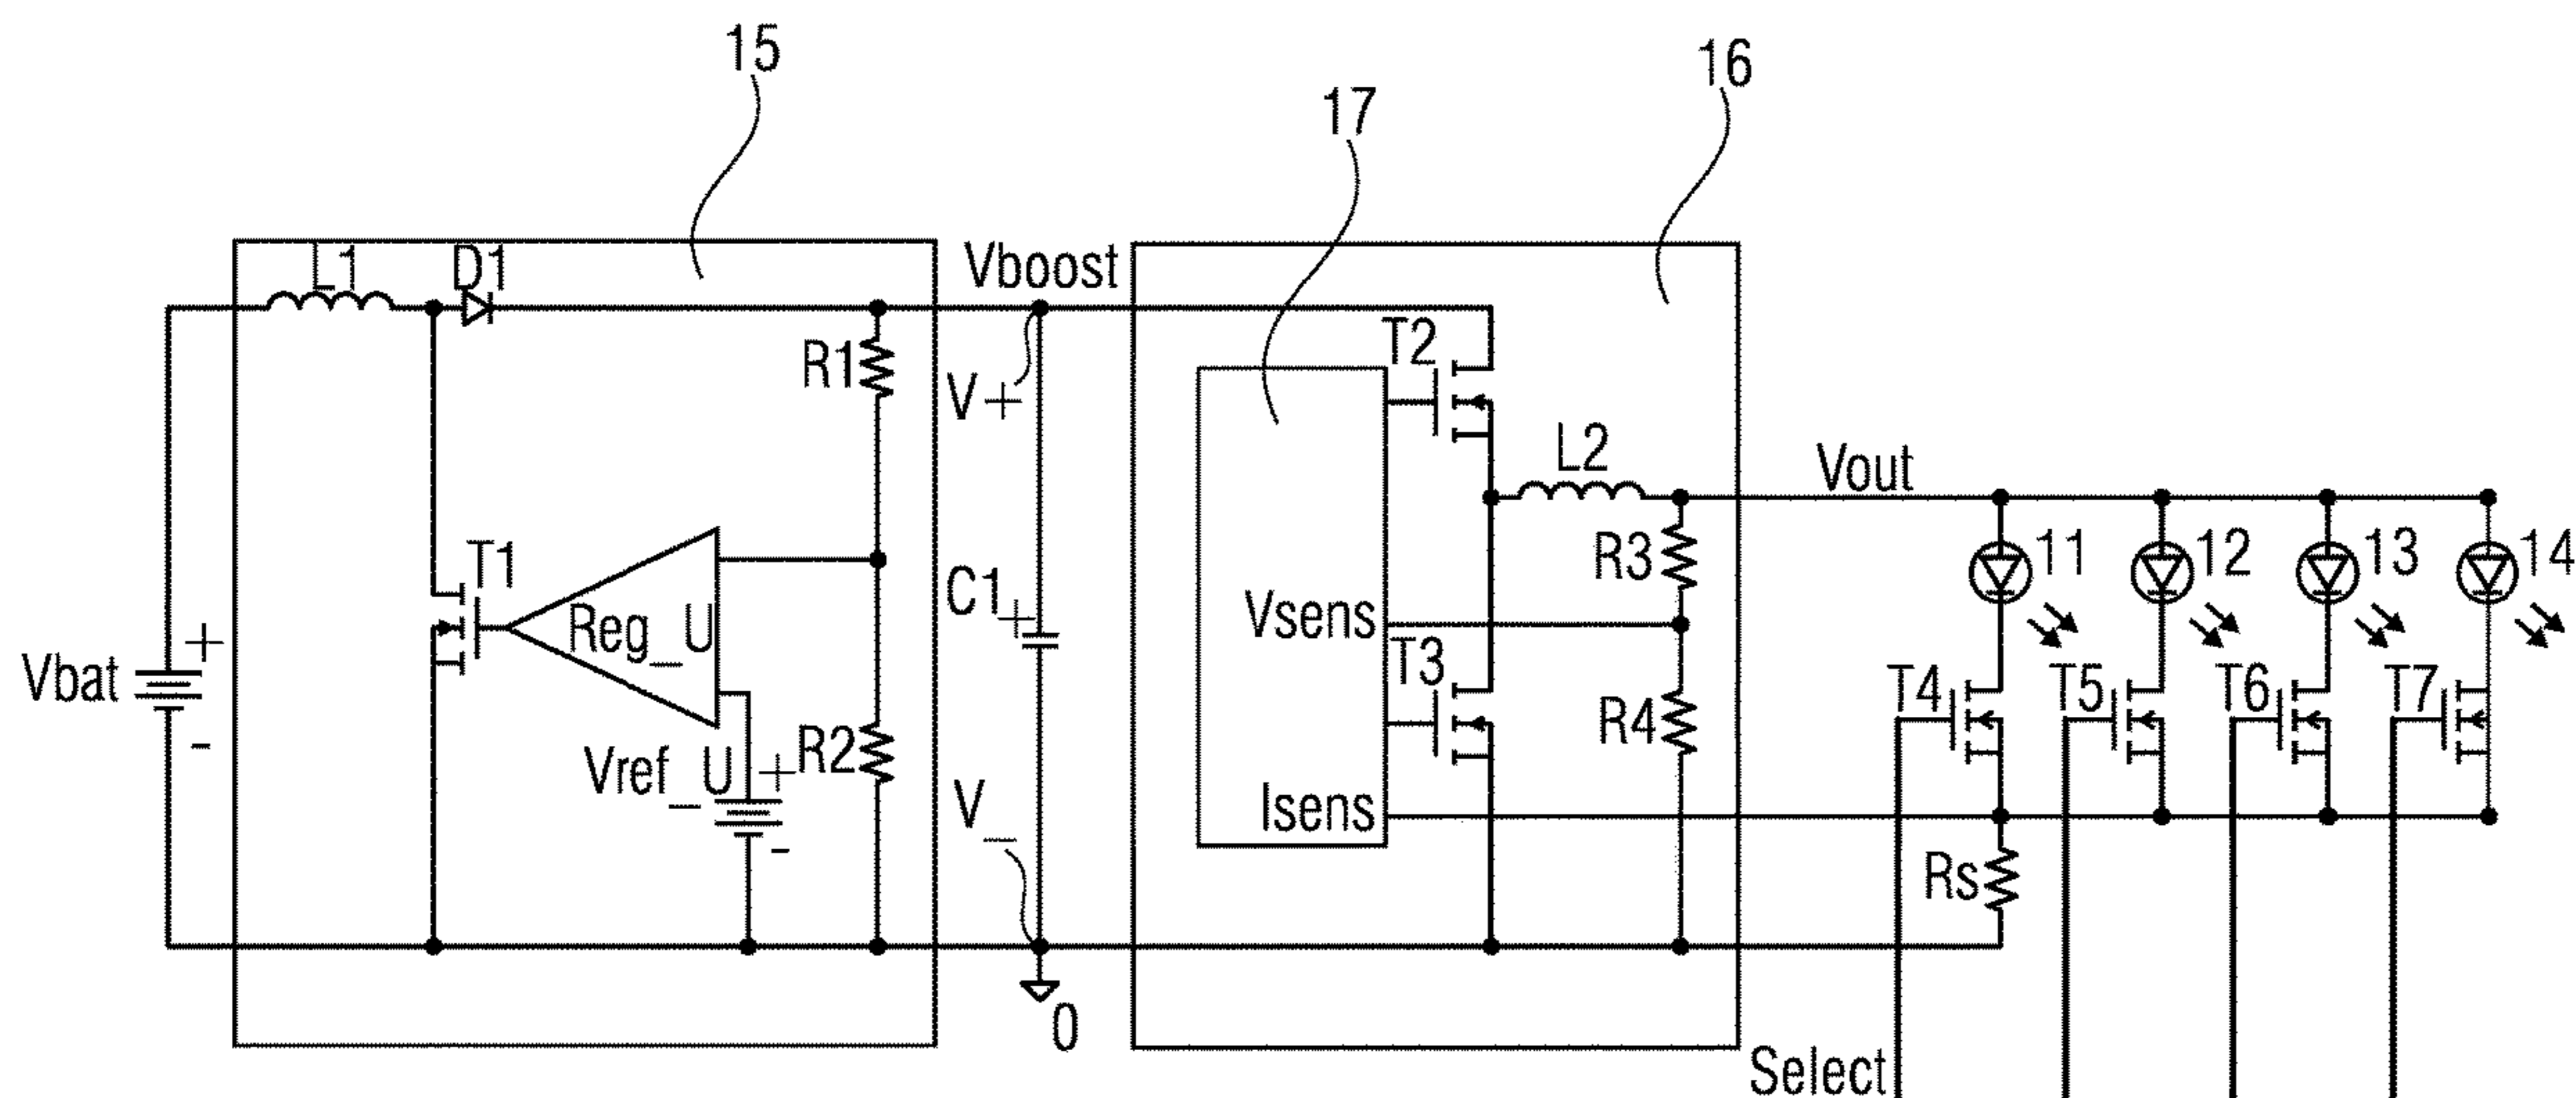 15
16
17
L1
D1
Vboost
T2
R1
V+
L2
Vout
T1
Reg_U
C1
+
R3
11
12
13
14
Vsens
Vbat
+
-
T3
T4
T5
T6
T7
R4
Vref_U
+
-
R2
V_
Isens
Rs
0
Select